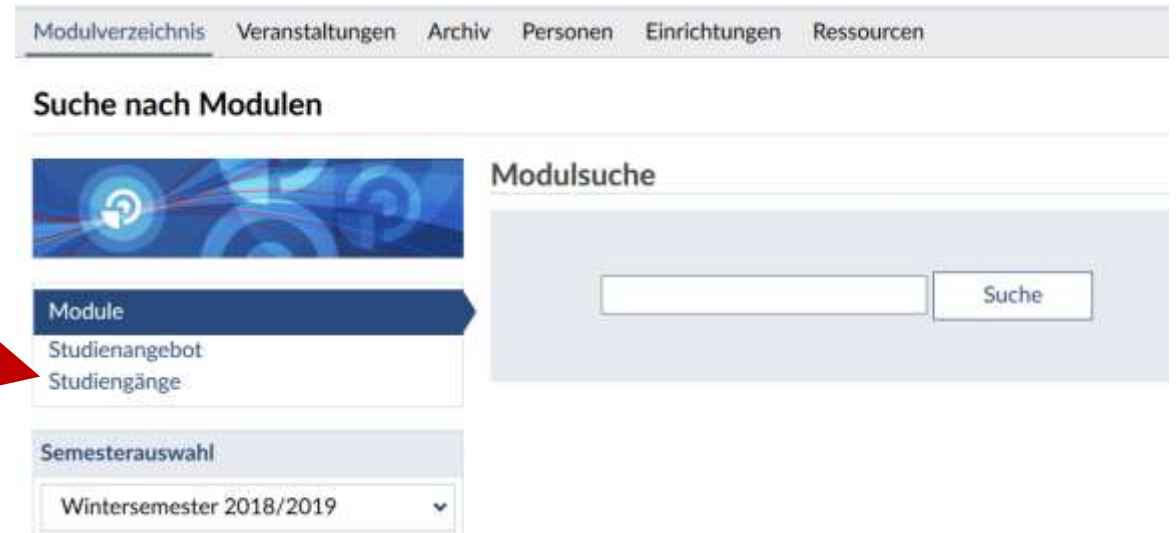 Modulverzeichnis Veranstaltungen Archiv Personen Einrichtungen Ressourcen
Suche nach Modulen
Modulsuche
Suche
Module
Studienangebot
Studiengänge
Semesterauswahl
Wintersemester 2018/2019